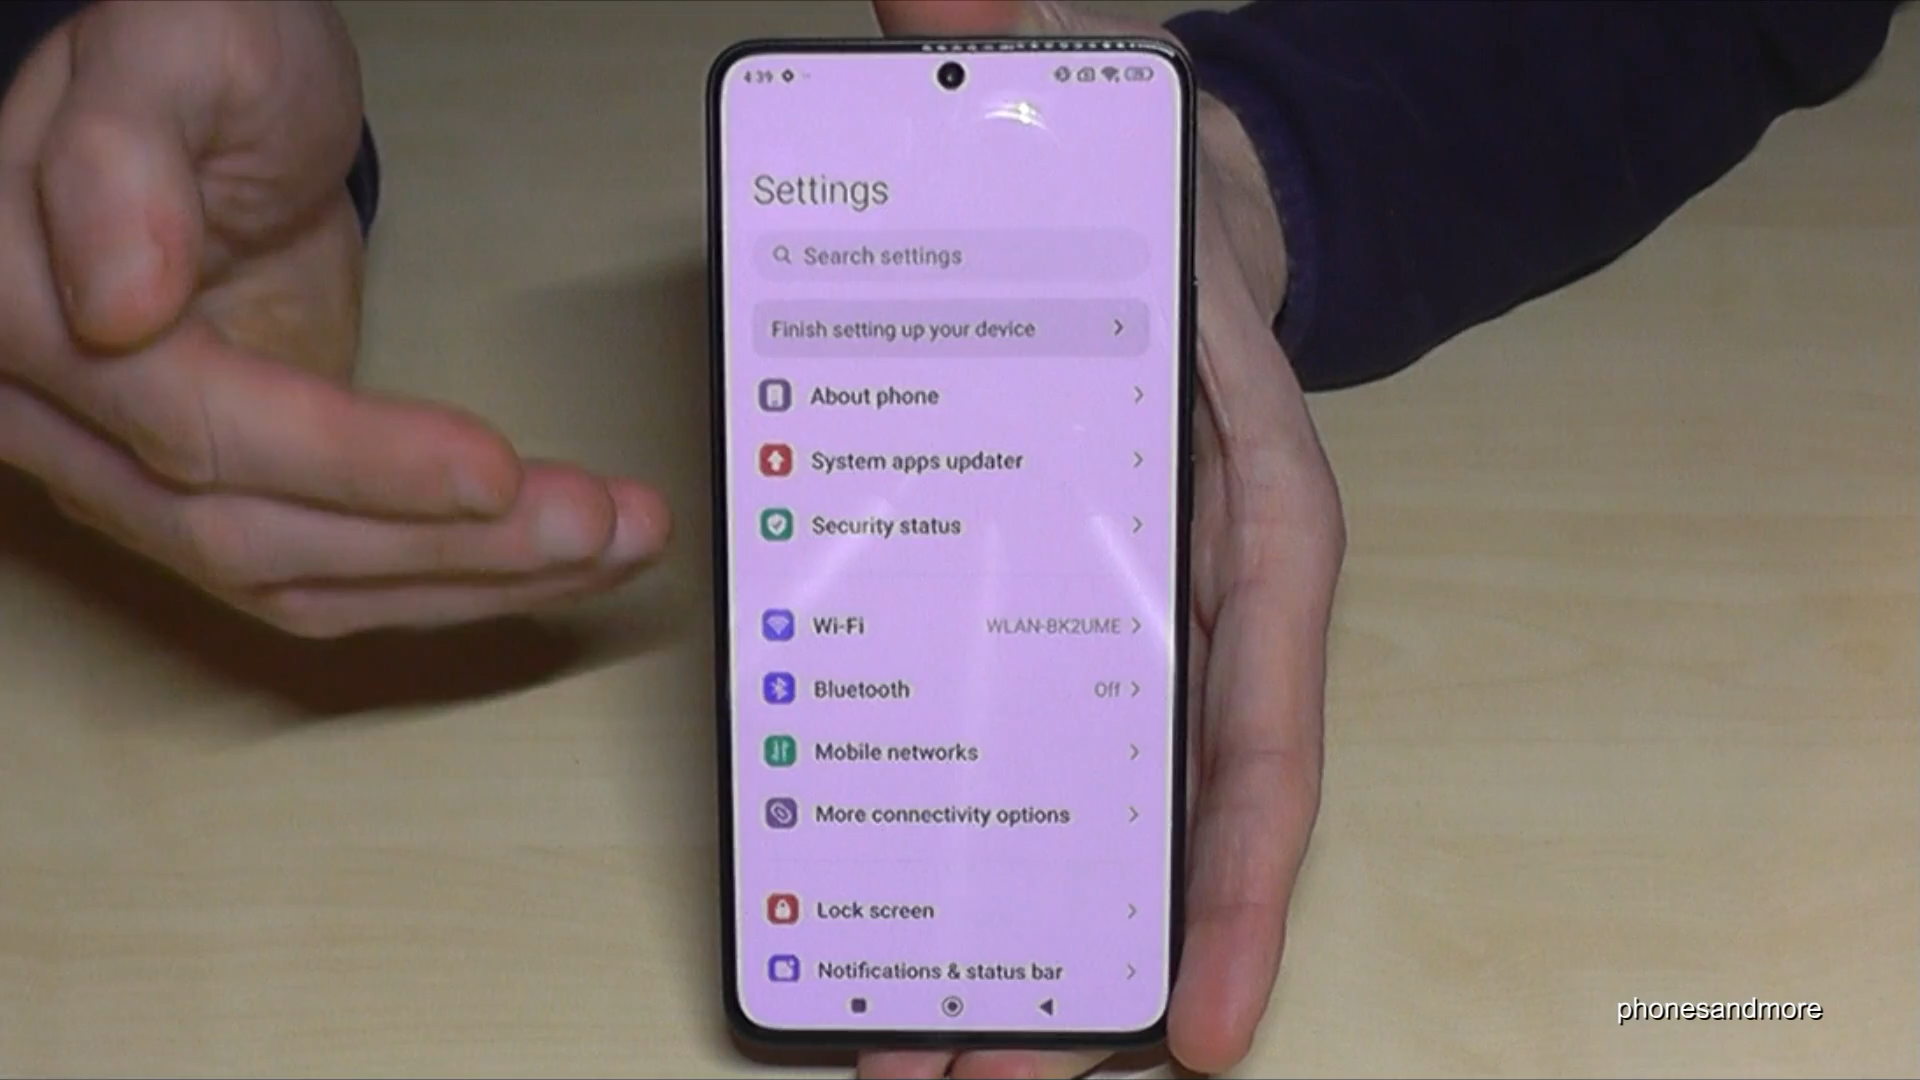 4:39
Settings
Search settings
Finish setting up your device
About phone
System apps updater
Security status
Wi-Fi WLAN-8K2UME
Bluetooth Off
Mobile networks
More connectivity options
Lock screen
Notifications & status bar
phonesandmore